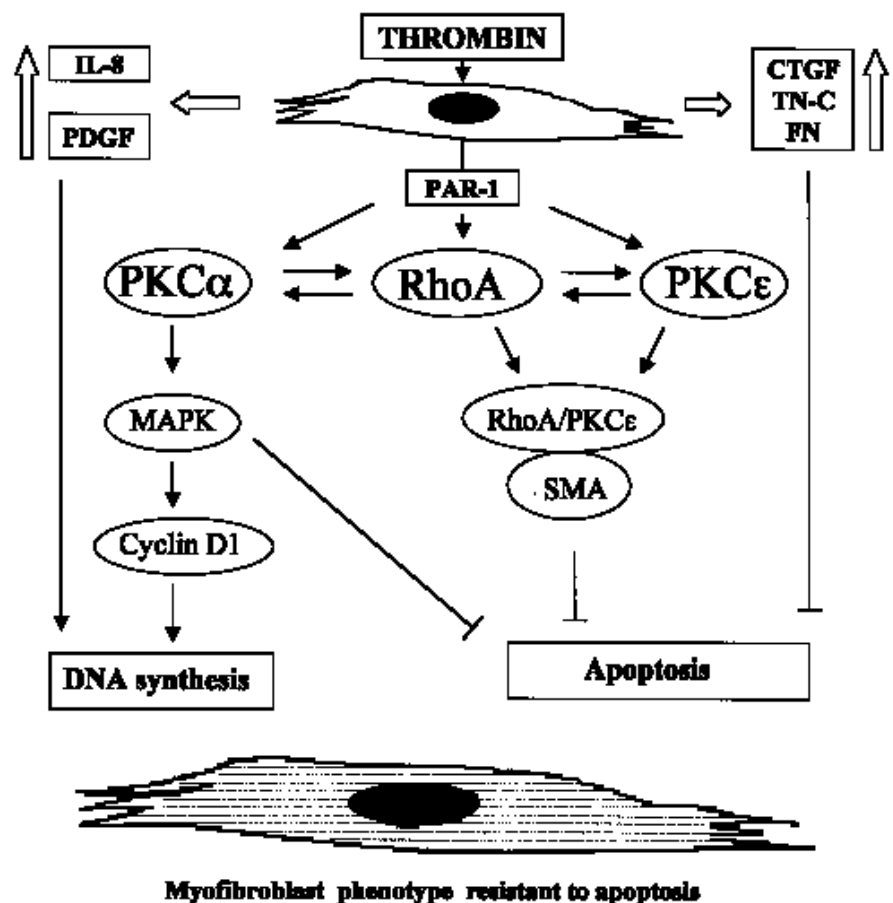 THROMBIN
IL-8
PDGF
CTGF
TN-C
FN
PAR-1
PKCα
RhoA
PKCε
MAPK
RhoA/PKCε
SMA
Cyclin D1
DNA synthesis
Apoptosis
Myofibroblast phenotype resistant to apoptosis